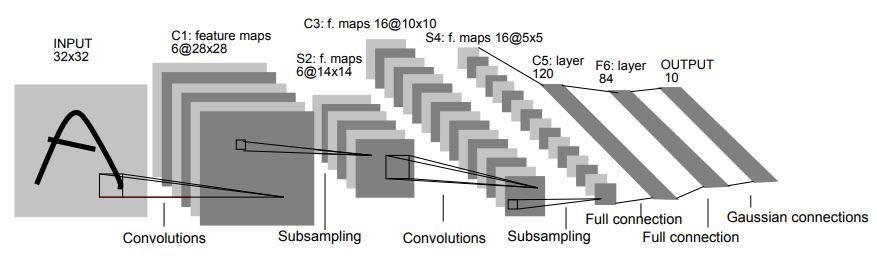 INPUT
32x32
C1: feature maps
6@28x28
S2: f. maps
6@14x14
C3: f. maps 16@10x10
S4: f. maps 16@5x5
C5: layer
120
F6: layer
84
OUTPUT
10
Convolutions
Subsampling
Convolutions
Subsampling
Full connection
Full connection
Gaussian connections